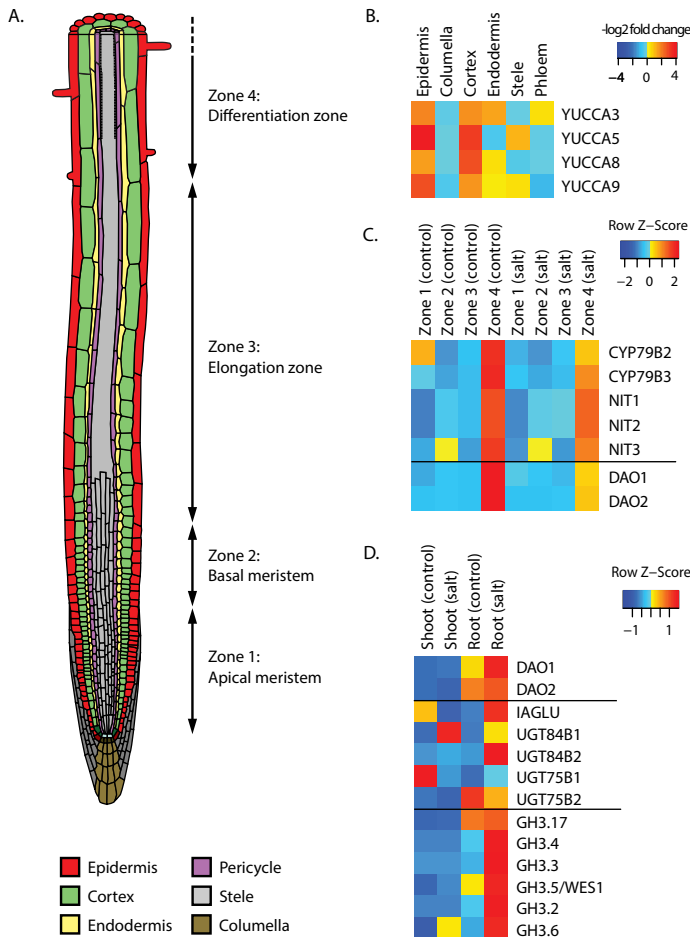 A.
Zone 4:
Differentiation zone
Zone 3:
Elongation zone
Zone 2:
Basal meristem
Zone 1:
Apical meristem
Epidermis
Cortex
Endodermis
Pericycle
Stele
Columella
B.
-log2 fold change
-4 0 4
Epidermis
Columella
Cortex
Endodermis
Stele
Phloem
YUCCA3
YUCCA5
YUCCA8
YUCCA9
C.
Row Z-Score
-2 0 2
Zone 1 (control)
Zone 2 (control)
Zone 3 (control)
Zone 4 (control)
Zone 1 (salt)
Zone 2 (salt)
Zone 3 (salt)
Zone 4 (salt)
CYP79B2
CYP79B3
NIT1
NIT2
NIT3
DAO1
DAO2
D.
Row Z-Score
-1 1
Shoot (control)
Shoot (salt)
Root (control)
Root (salt)
DAO1
DAO2
IAGLU
UGT84B1
UGT84B2
UGT75B1
UGT75B2
GH3.17
GH3.4
GH3.3
GH3.5/WES1
GH3.2
GH3.6